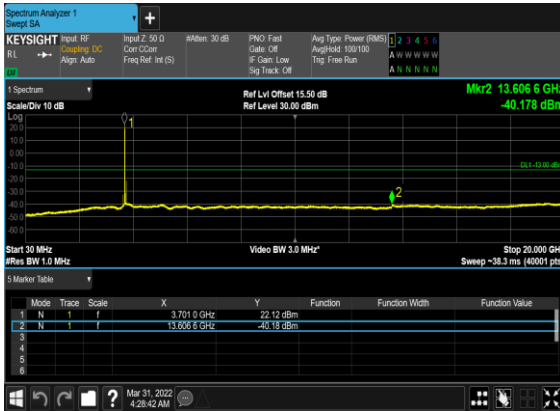 Spectrum Analyzer 1
Swept SA
KEYSIGHT Input: RF Input Z: 50 Ω #Atten: 30 dB PNO: Fast Avg Type: Power (RMS) 1 2 3 4 5 6
RL Coupling: DC Corr CCorr Gate: Off Avg|Hold: 100/100 A W W W W W
Align: Auto Freq Ref: Int (S) IF Gain: Low Trig: Free Run
Sig Track: Off A N N N N N
1 Spectrum Ref Lvl Offset 15.50 dB Mkr2 13.606 6 GHz
Scale/Div 10 dB Ref Level 30.00 dBm -40.178 dBm
Log
1
20.0
10.0
0.00
-10.0 DL1 -13.00 dBm
-20.0
-30.0
2
-40.0
-50.0
-60.0
Start 30 MHz Video BW 3.0 MHz* Stop 20.000 GH
#Res BW 1.0 MHz Sweep ~38.3 ms (40001 pts
5 Marker Table
Mode Trace Scale X Y Function Function Width Function Value
1 N 1 f 3.701 0 GHz 22.12 dBm
2 N 1 f 13.606 6 GHz -40.18 dBm
3
4
5
6
? Mar 31, 2022
4:28:42 AM